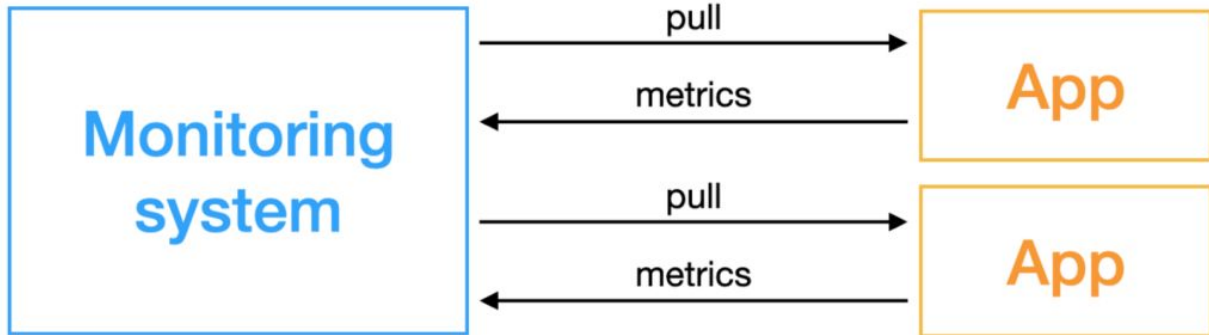 Monitoring
system
pull
metrics
App
pull
metrics
App